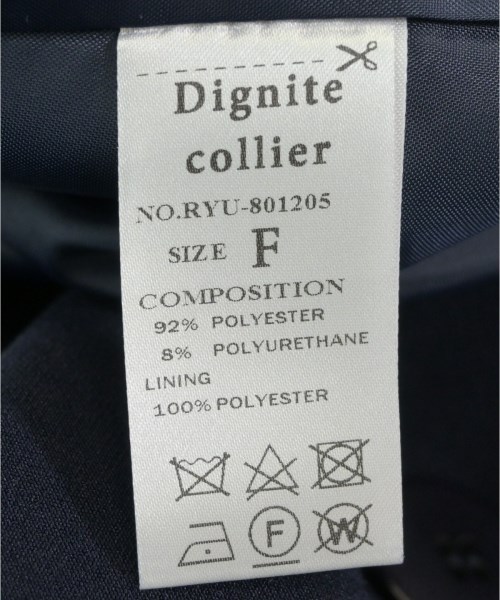 Dignite
collier
NO.RYU-801205
SIZE F
COMPOSITION
92% POLYESTER
8% POLYURETHANE
LINING
100% POLYESTER
F W